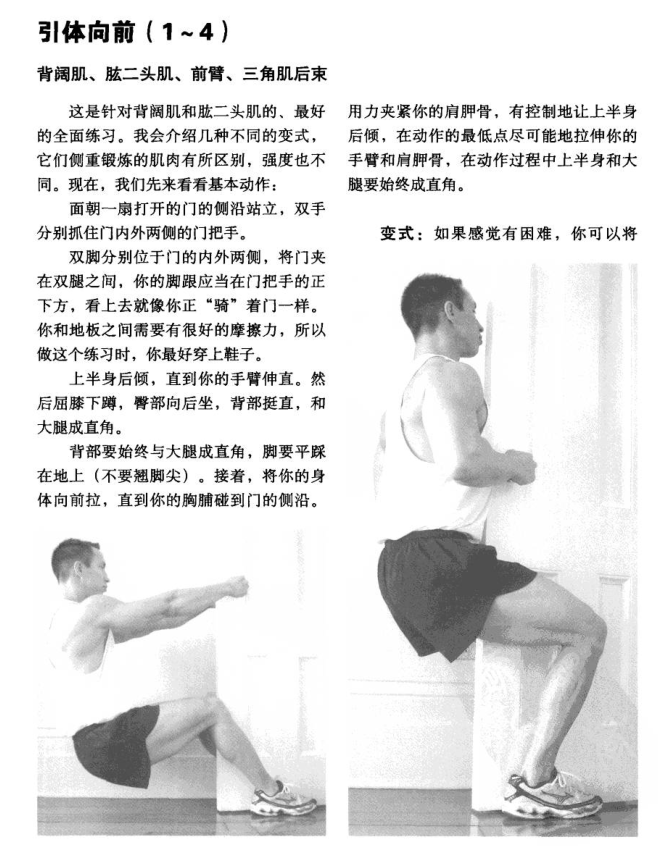 引体向前（1~4）
背阔肌、肱二头肌、前臂、三角肌后束
这是针对背阔肌和肱二头肌的、最好
的全面练习。我会介绍几种不同的变式，
它们侧重锻炼的肌肉有所区别，强度也不
同。现在，我们先来看看基本动作：
面朝一扇打开的门的侧沿站立，双手
分别抓住门内外两侧的门把手。
双脚分别位于门的内外两侧，将门夹
在双腿之间，你的脚跟应当在门把手的正
下方，看上去就像你正“骑”着门一样。
你和地板之间需要有很好的摩擦力，所以
做这个练习时，你最好穿上鞋子。
上半身后倾，直到你的手臂伸直。然
后屈膝下蹲，臀部向后坐，背部挺直，和
大腿成直角。
背部要始终与大腿成直角，脚要平踩
在地上（不要翘脚尖）。接着，将你的身
体向前拉，直到你的胸脯碰到门的侧沿。
用力夹紧你的肩胛骨，有控制地让上半身
后倾，在动作的最低点尽可能地拉伸你的
手臂和肩胛骨，在动作过程中上半身和大
腿要始终成直角。
变式：如果感觉有困难，你可以将